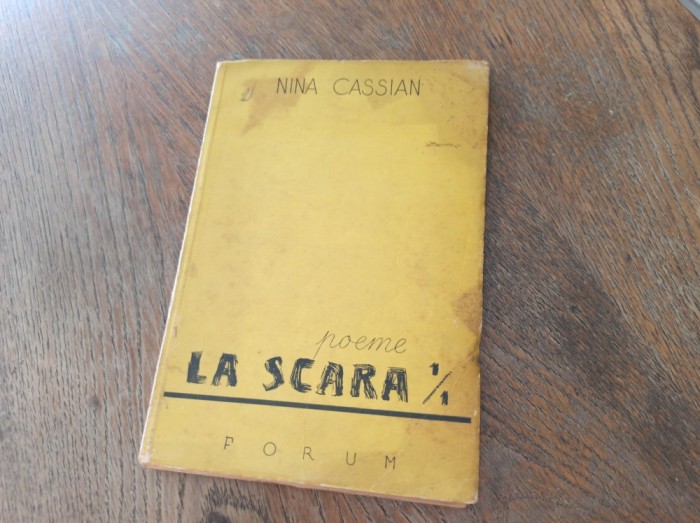 NINA CASSIAN
poeme
LA SCARA 1/1
FORUM